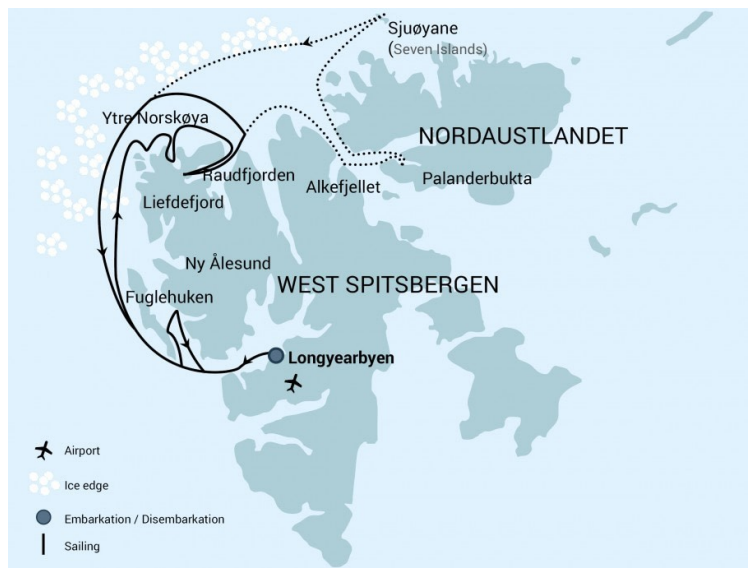 Sjuøyane
(Seven Islands)
Ytre Norskøya
NORDAUSTLANDET
Raudfjorden
Alkefjellet
Palanderbukta
Liefdefjord
Ny Ålesund
WEST SPITSBERGEN
Fuglehuken
Longyearbyen
Airport
Ice edge
Embarkation / Disembarkation
Sailing